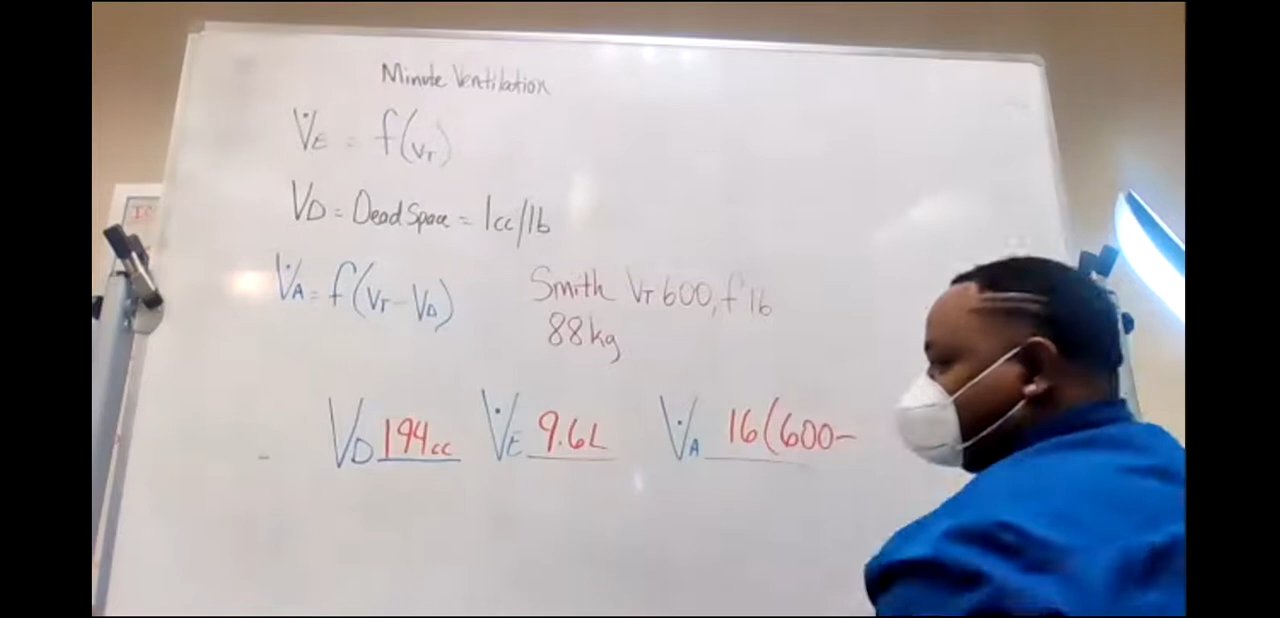 Minute Ventilation
V̇E = f(VT)
VD = Dead Space = 1cc/lb
V̇A = f(VT - VD)
Smith VT 600, f 16
88kg
VD 194cc V̇E 9.6L V̇A 16(600-
IC